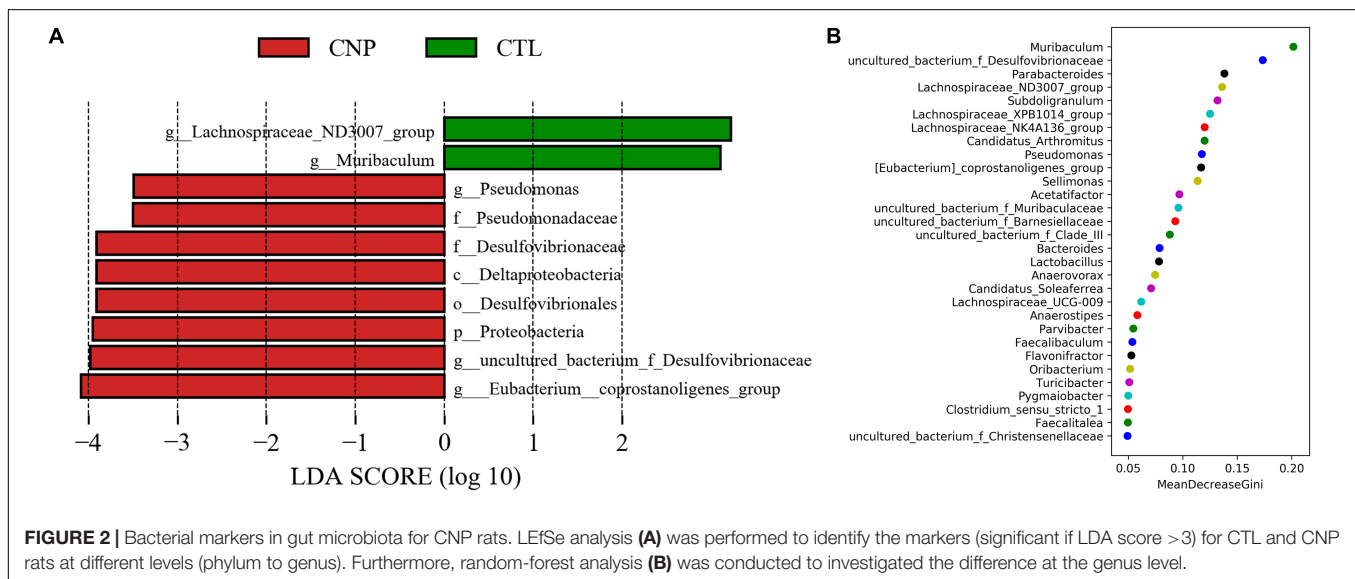 A
CNP
CTL
g__Lachnospiraceae_ND3007_group
g__Muribaculum
g__Pseudomonas
f__Pseudomonadaceae
f__Desulfovibrionaceae
c__Deltaproteobacteria
o__Desulfovibrionales
p__Proteobacteria
g__uncultured_bacterium_f_Desulfovibrionaceae
g___Eubacterium__coprostanoligenes_group
−4 −3 −2 −1 0 1 2
LDA SCORE (log 10)
B
Muribaculum
uncultured_bacterium_f_Desulfovibrionaceae
Parabacteroides
Lachnospiraceae_ND3007_group
Subdoligranulum
Lachnospiraceae_XPB1014_group
Lachnospiraceae_NK4A136_group
Candidatus_Arthromitus
Pseudomonas
[Eubacterium]_coprostanoligenes_group
Sellimonas
Acetatifactor
uncultured_bacterium_f_Muribaculaceae
uncultured_bacterium_f_Barnesiellaceae
uncultured_bacterium_f_Clade_III
Bacteroides
Lactobacillus
Anaerovorax
Candidatus_Soleaferrea
Lachnospiraceae_UCG-009
Anaerostipes
Parvibacter
Faecalibaculum
Flavonifractor
Oribacterium
Turicibacter
Pygmaiobacter
Clostridium_sensu_stricto_1
Faecalitalea
uncultured_bacterium_f_Christensenellaceae
0.05 0.10 0.15 0.20
MeanDecreaseGini
FIGURE 2 | Bacterial markers in gut microbiota for CNP rats. LEfSe analysis (A) was performed to identify the markers (significant if LDA score >3) for CTL and CNP
rats at different levels (phylum to genus). Furthermore, random-forest analysis (B) was conducted to investigated the difference at the genus level.